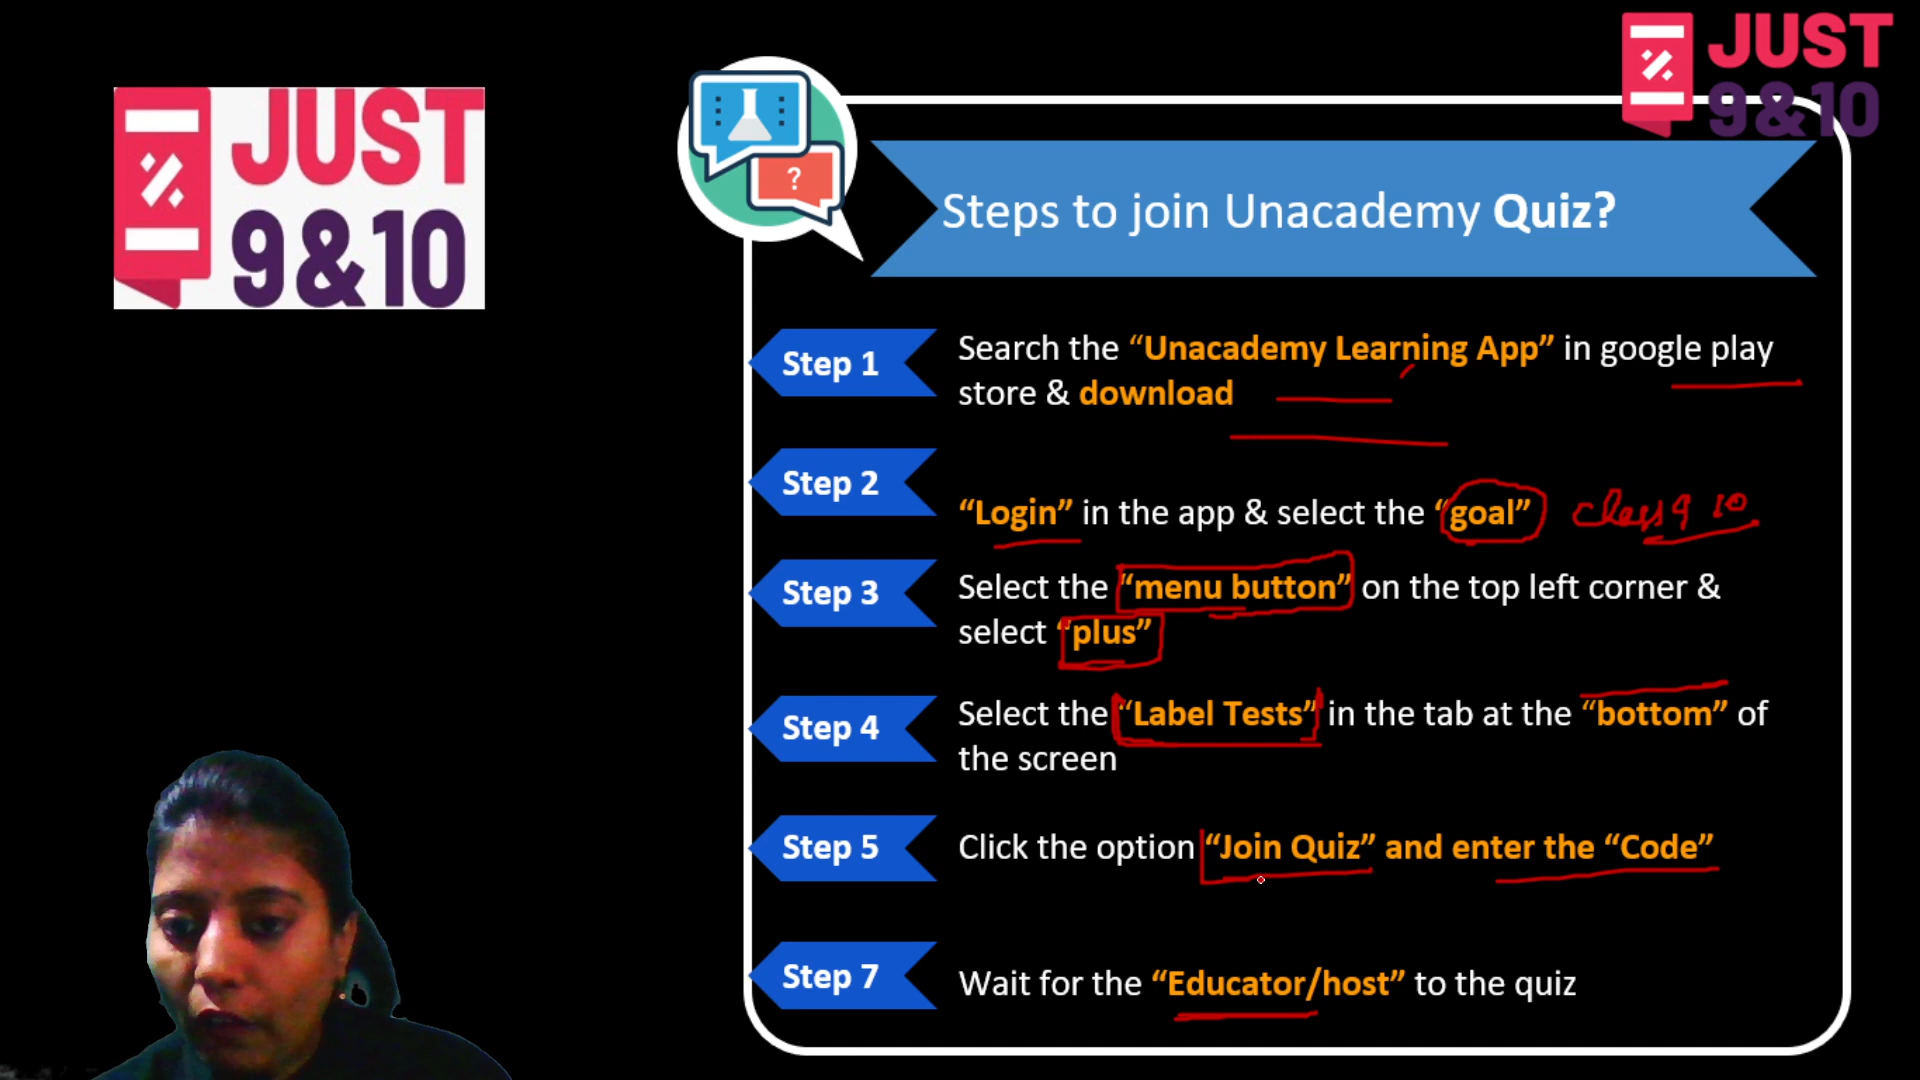 JUST
9&10
JUST
9&10
?
Steps to join Unacademy Quiz?
Step 1
Search the “Unacademy Learning App” in google play
store & download
Step 2
“Login” in the app & select the “goal” class 9 10
Step 3
Select the “menu button” on the top left corner &
select “plus”
Step 4
Select the “Label Tests” in the tab at the “bottom” of
the screen
Step 5
Click the option “Join Quiz” and enter the “Code”
Step 7
Wait for the “Educator/host” to the quiz